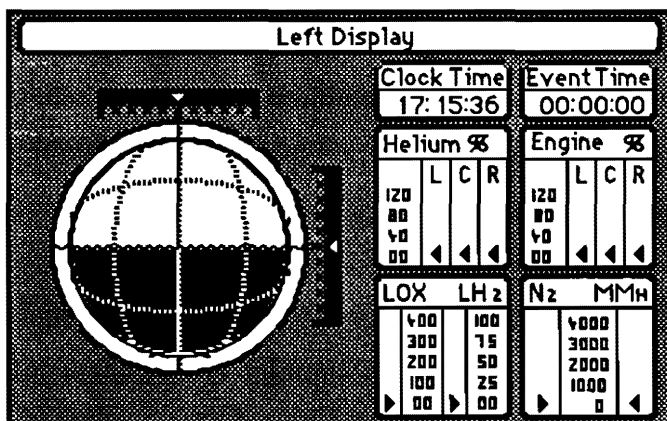 Left Display
Clock Time
17:15:36
Event Time
00:00:00
Helium %
L C R
120
80
40
00
Engine %
L C R
120
80
40
00
LOX LH2
400 100
300 75
200 50
100 25
00 00
N2 MMH
4000
3000
2000
1000
0